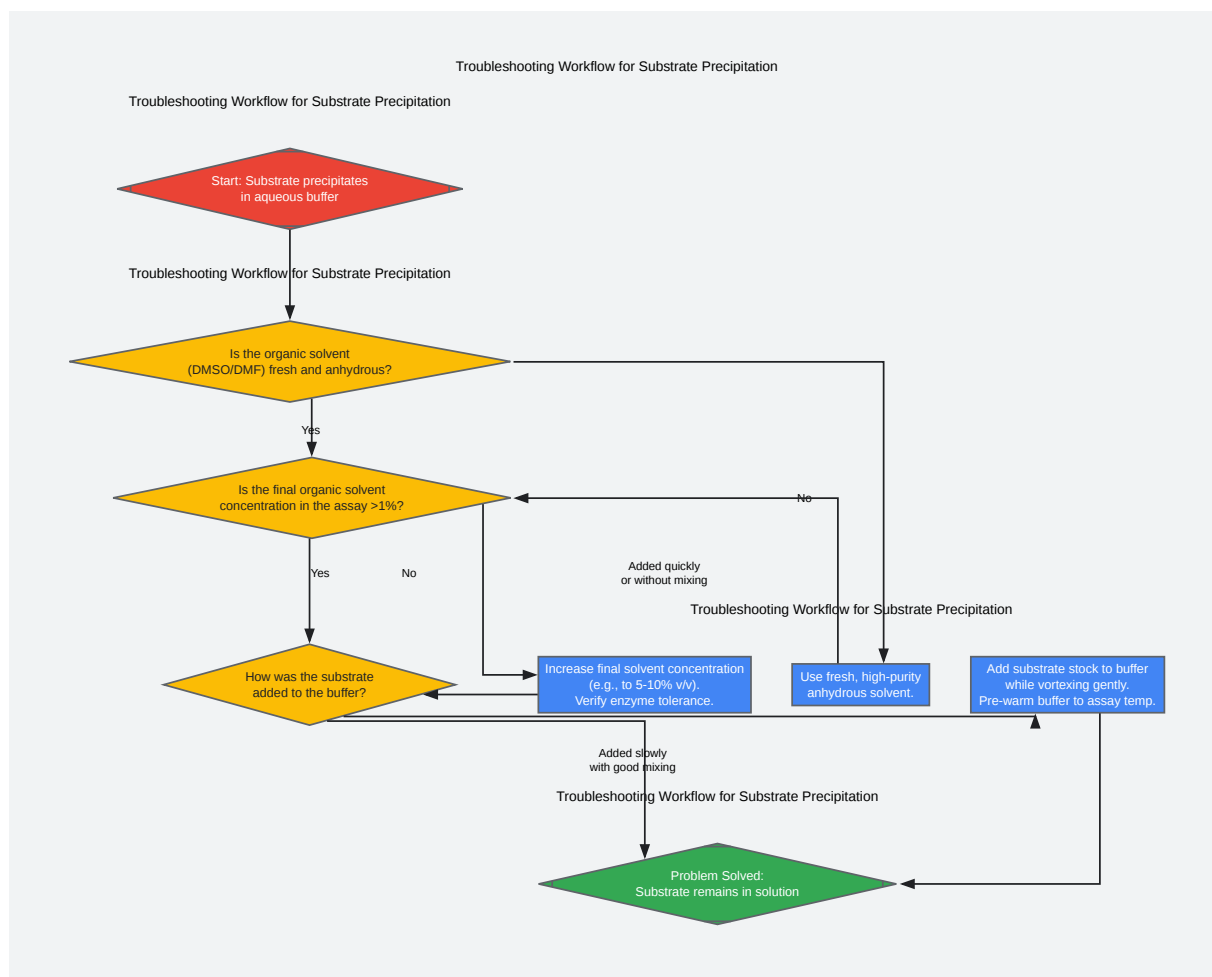 Troubleshooting Workflow for Substrate Precipitation
Troubleshooting Workflow for Substrate Precipitation
Start: Substrate precipitates
in aqueous buffer
Troubleshooting Workflow for Substrate Precipitation
Is the organic solvent
(DMSO/DMF) fresh and anhydrous?
Yes
Is the final organic solvent
concentration in the assay >1%?
No
Yes
No
Added quickly
or without mixing
Troubleshooting Workflow for Substrate Precipitation
How was the substrate
added to the buffer?
Increase final solvent concentration
(e.g., to 5-10% v/v).
Verify enzyme tolerance.
Use fresh, high-purity
anhydrous solvent.
Add substrate stock to buffer
while vortexing gently.
Pre-warm buffer to assay temp.
Added slowly
with good mixing
Troubleshooting Workflow for Substrate Precipitation
Problem Solved:
Substrate remains in solution